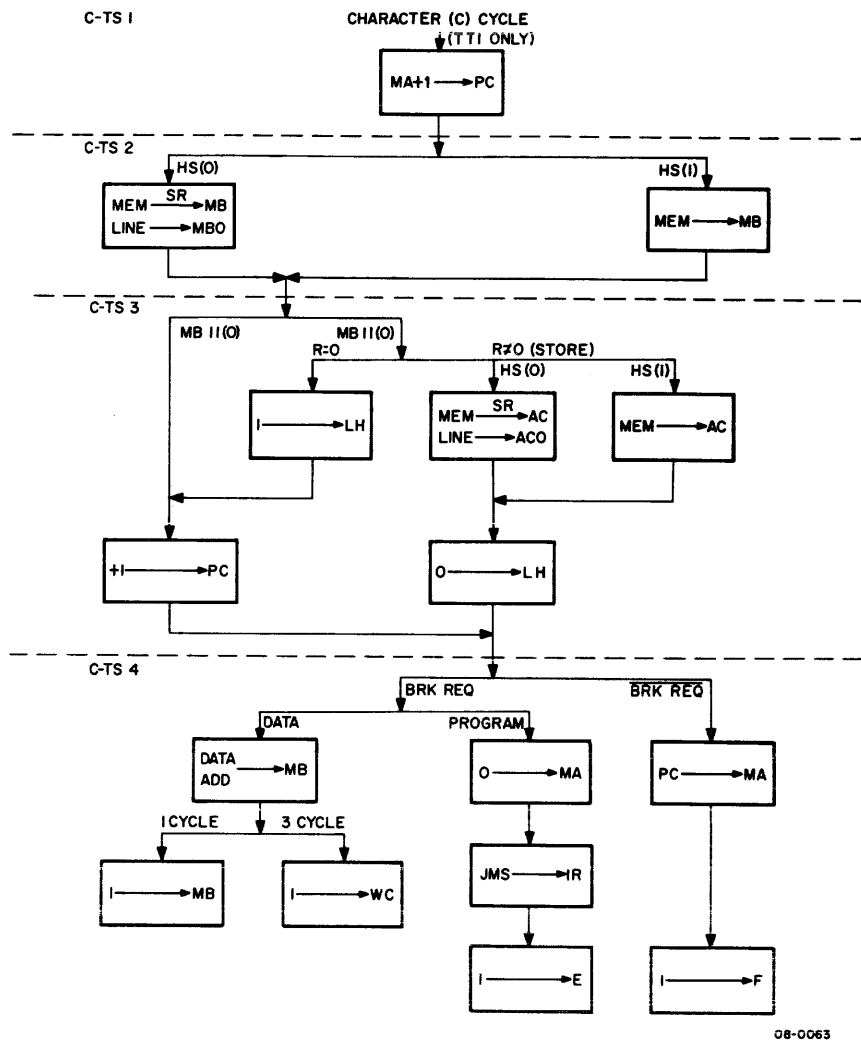 C-TS 1
CHARACTER (C) CYCLE
(TTI ONLY)
MA+1 → PC
C-TS 2
HS(0)
HS(1)
SR
MEM → MB
LINE → MBO
MEM → MB
C-TS 3
MB 11(0)
MB 11(0)
R=0
R≠0 (STORE)
HS(0)
HS(1)
1 → LH
SR
MEM → AC
LINE → ACO
MEM → AC
+1 → PC
0 → LH
C-TS 4
BRK REQ
BRK REQ
DATA
PROGRAM
DATA
ADD → MB
0 → MA
PC → MA
1 CYCLE
3 CYCLE
JMS → IR
1 → MB
1 → WC
1 → E
1 → F
08-0063